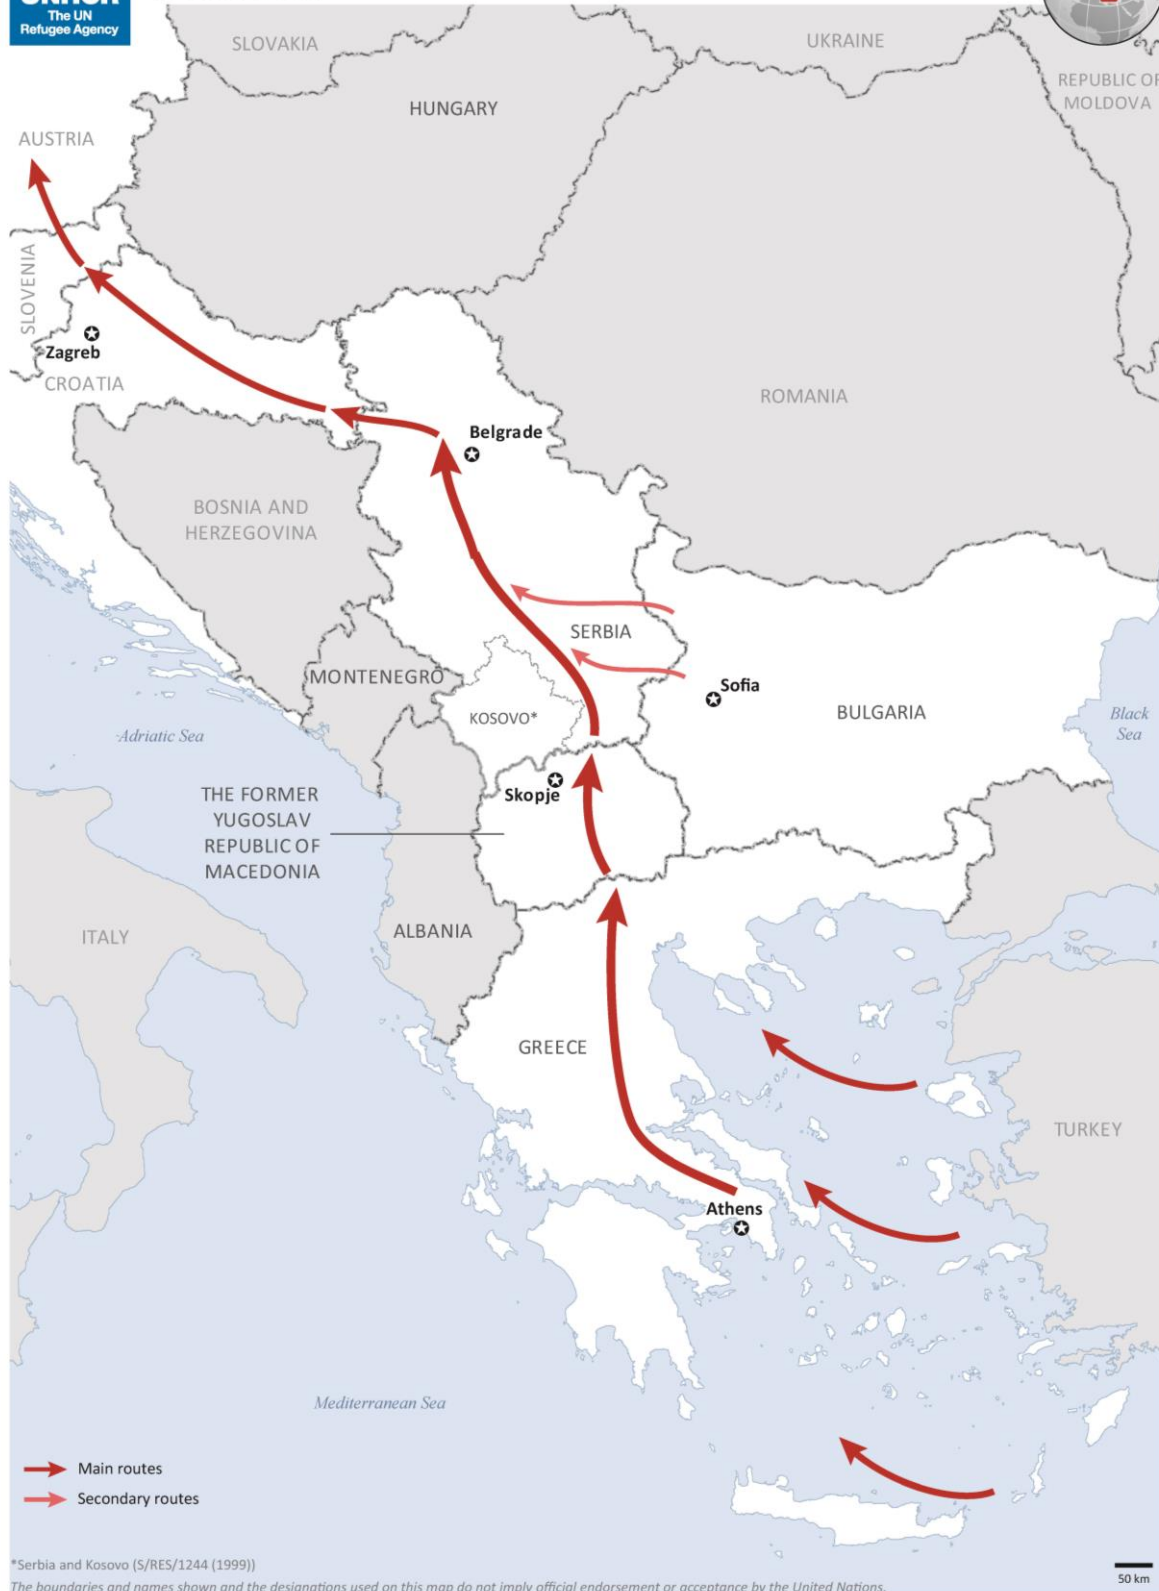 The UN
Refugee Agency
SLOVAKIA
UKRAINE
REPUBLIC OF
MOLDOVA
HUNGARY
AUSTRIA
SLOVENIA
Zagreb
CROATIA
ROMANIA
Belgrade
BOSNIA AND
HERZEGOVINA
SERBIA
MONTENEGRO
Sofia
KOSOVO*
BULGARIA
Black
Sea
Adriatic Sea
Skopje
THE FORMER
YUGOSLAV
REPUBLIC OF
MACEDONIA
ITALY
ALBANIA
GREECE
TURKEY
Athens
Mediterranean Sea
Main routes
Secondary routes
*Serbia and Kosovo (S/RES/1244 (1999))
50 km
The boundaries and names shown and the designations used on this map do not imply official endorsement or acceptance by the United Nations.